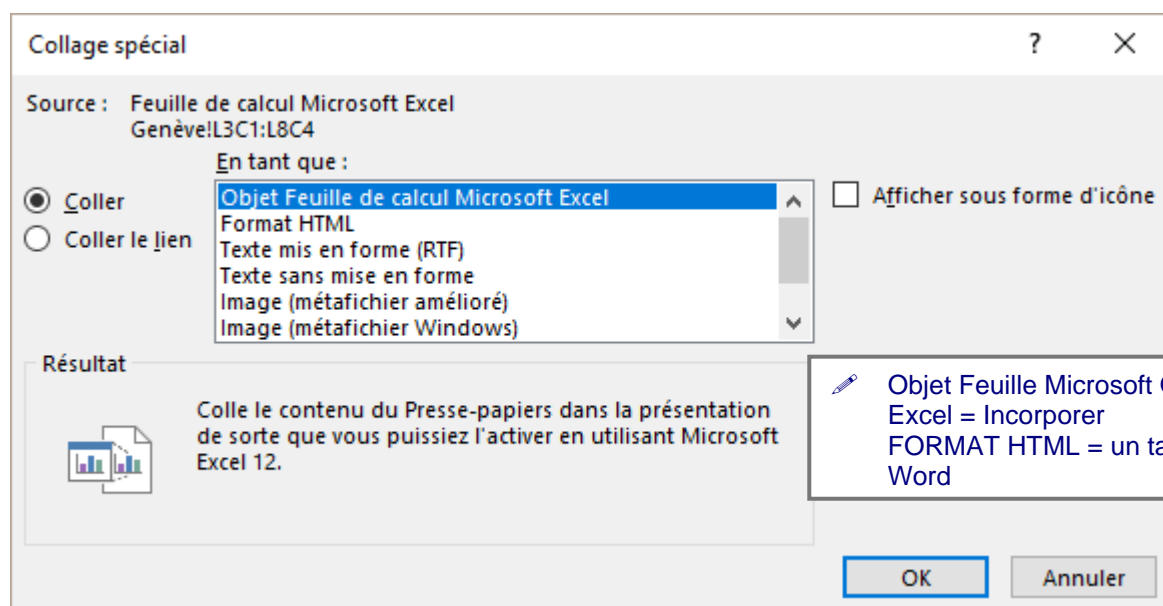 Collage spécial
?
Source : Feuille de calcul Microsoft Excel
Genève!L3C1:L8C4
En tant que :
Coller
Coller le lien
Objet Feuille de calcul Microsoft Excel
Format HTML
Texte mis en forme (RTF)
Texte sans mise en forme
Image (métafichier amélioré)
Image (métafichier Windows)
Afficher sous forme d'icône
Résultat
Colle le contenu du Presse-papiers dans la présentation
de sorte que vous puissiez l'activer en utilisant Microsoft
Excel 12.
Objet Feuille Microsoft
Excel = Incorporer
FORMAT HTML = un
Word
OK
Annuler